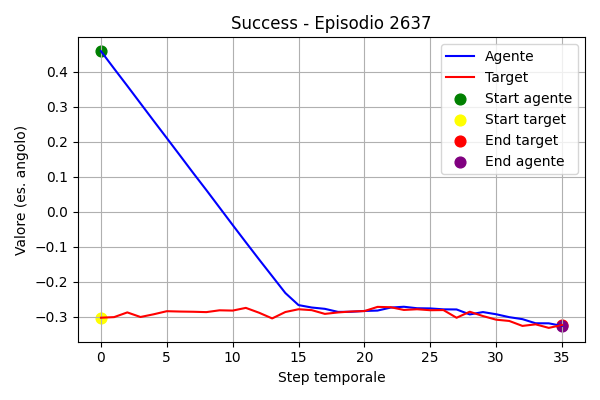 Success - Episodio 2637
Valore (es. angolo)
0.4
0.3
0.2
0.1
0.0
−0.1
−0.2
−0.3
0
5
10
15
20
25
30
35
Step temporale
Agente
Target
Start agente
Start target
End target
End agente